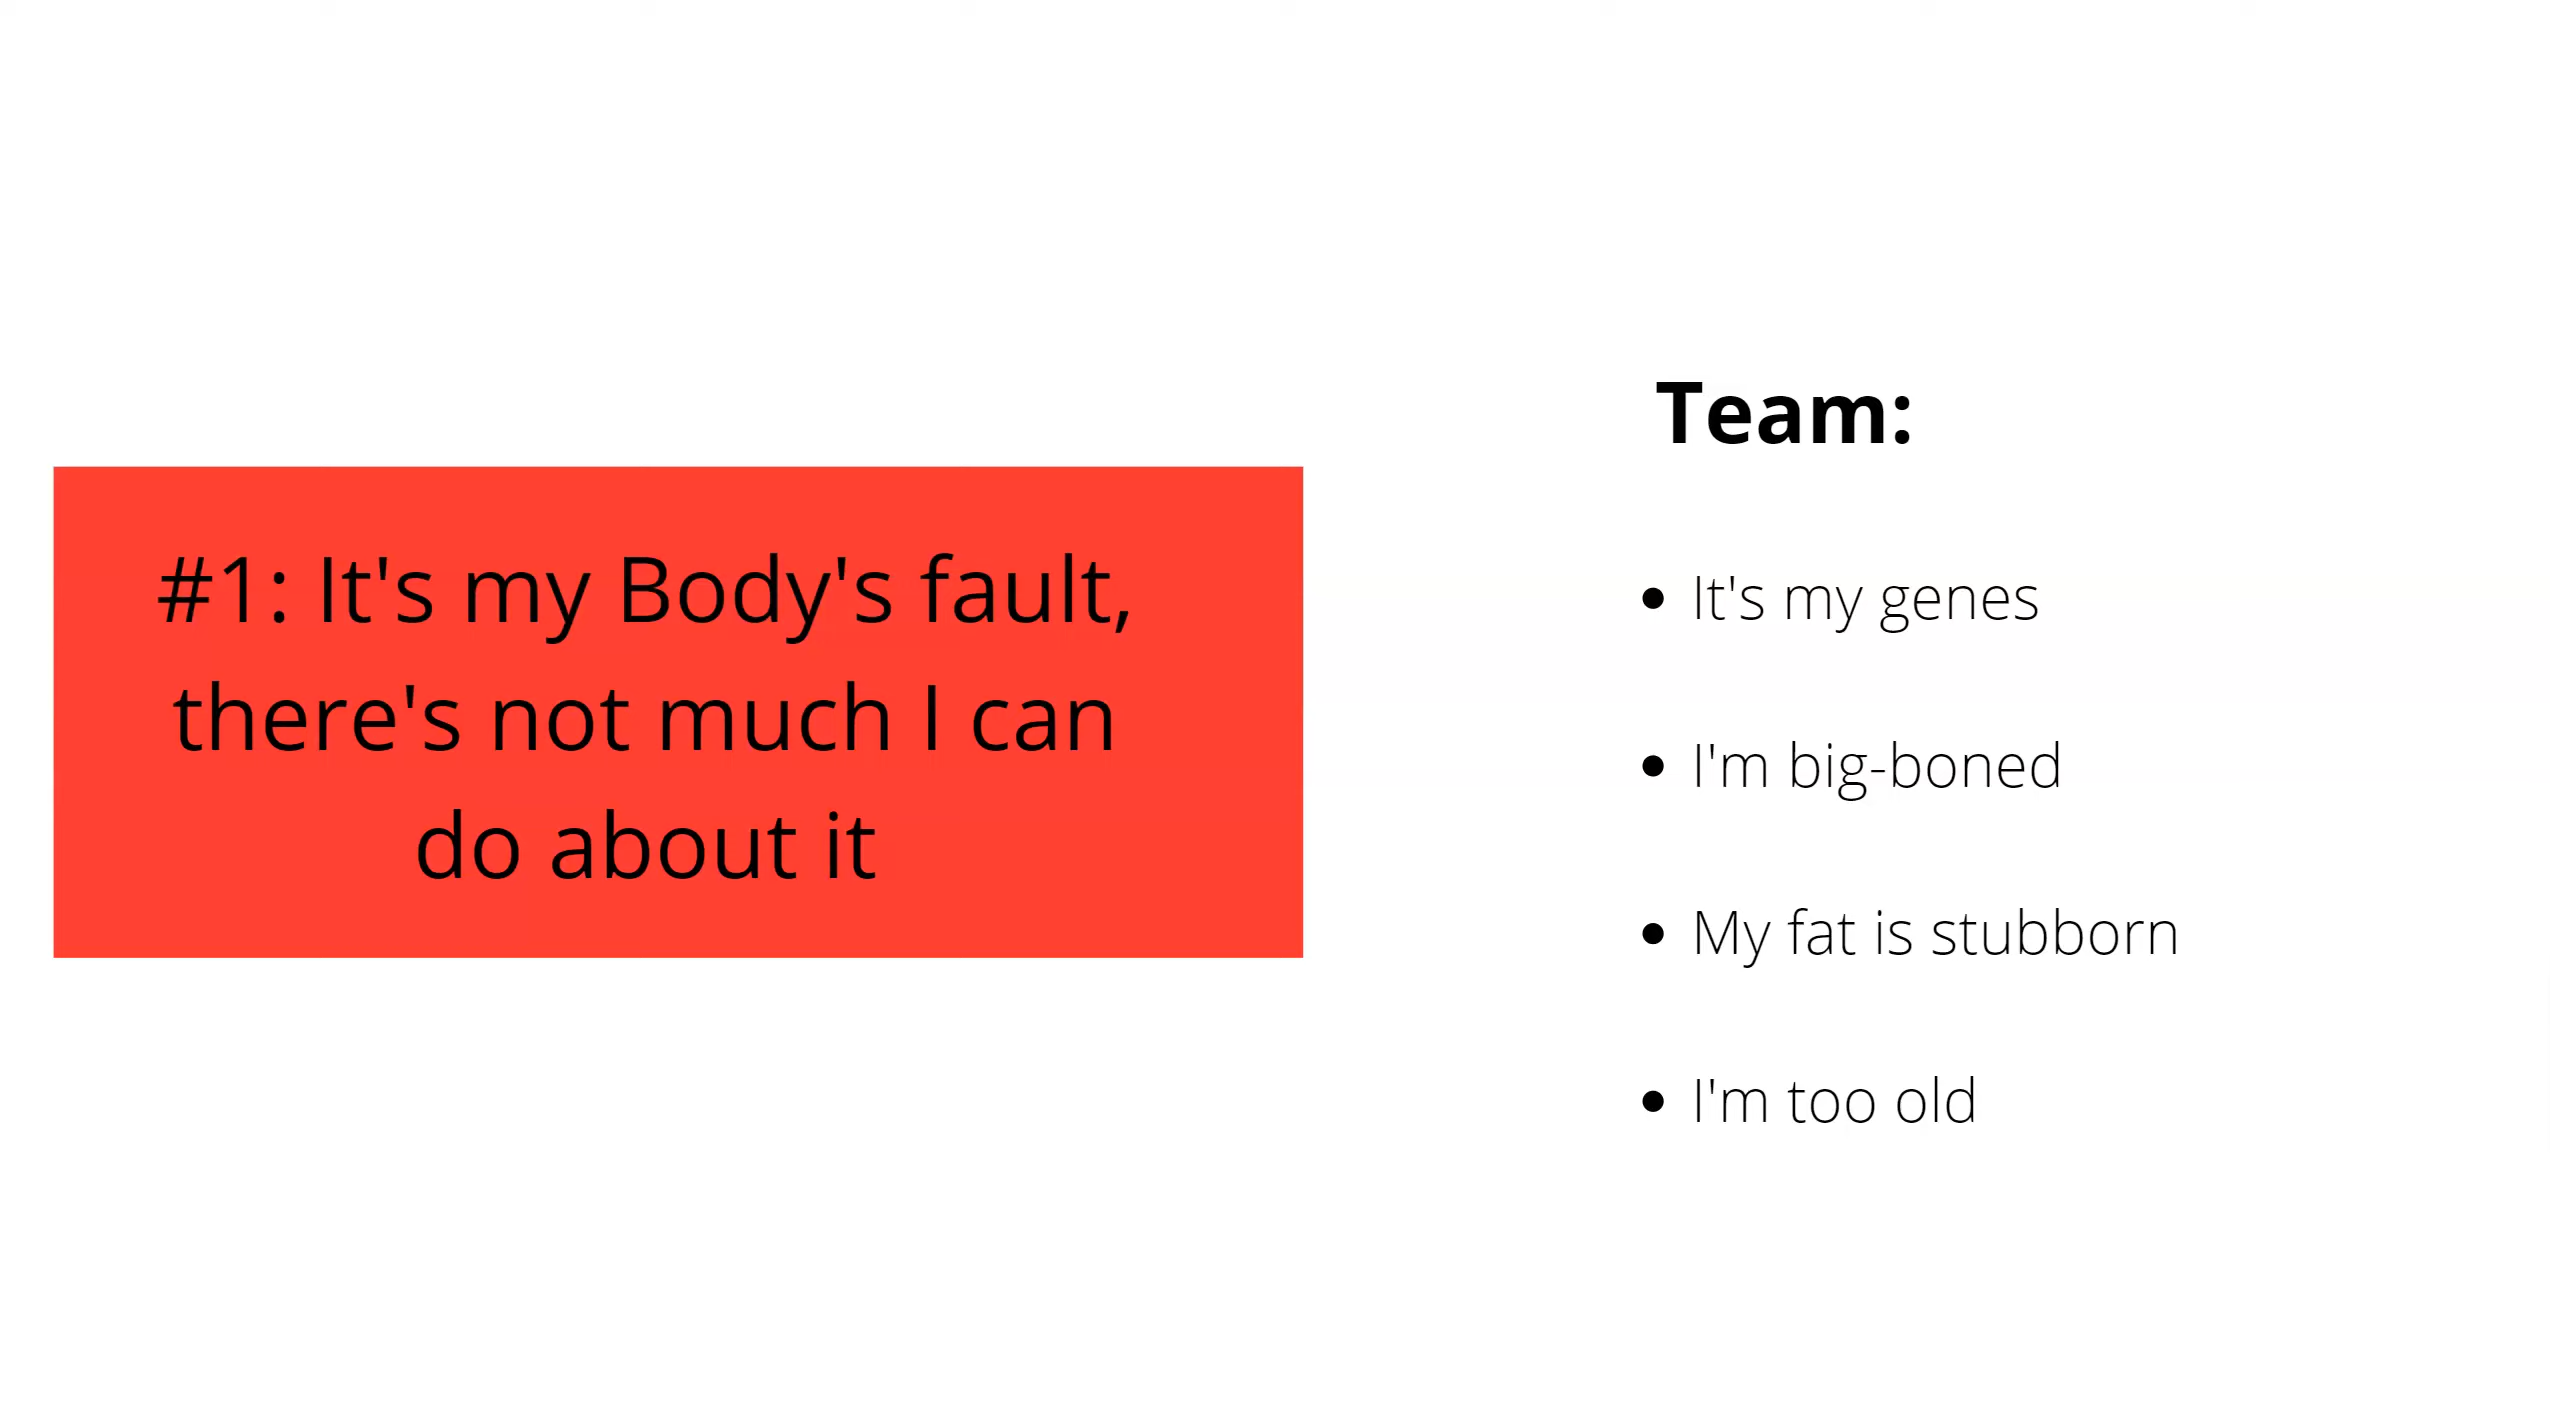 #1: It's my Body's fault,
there's not much I can
do about it
Team:
• It's my genes
• I'm big-boned
• My fat is stubborn
• I'm too old